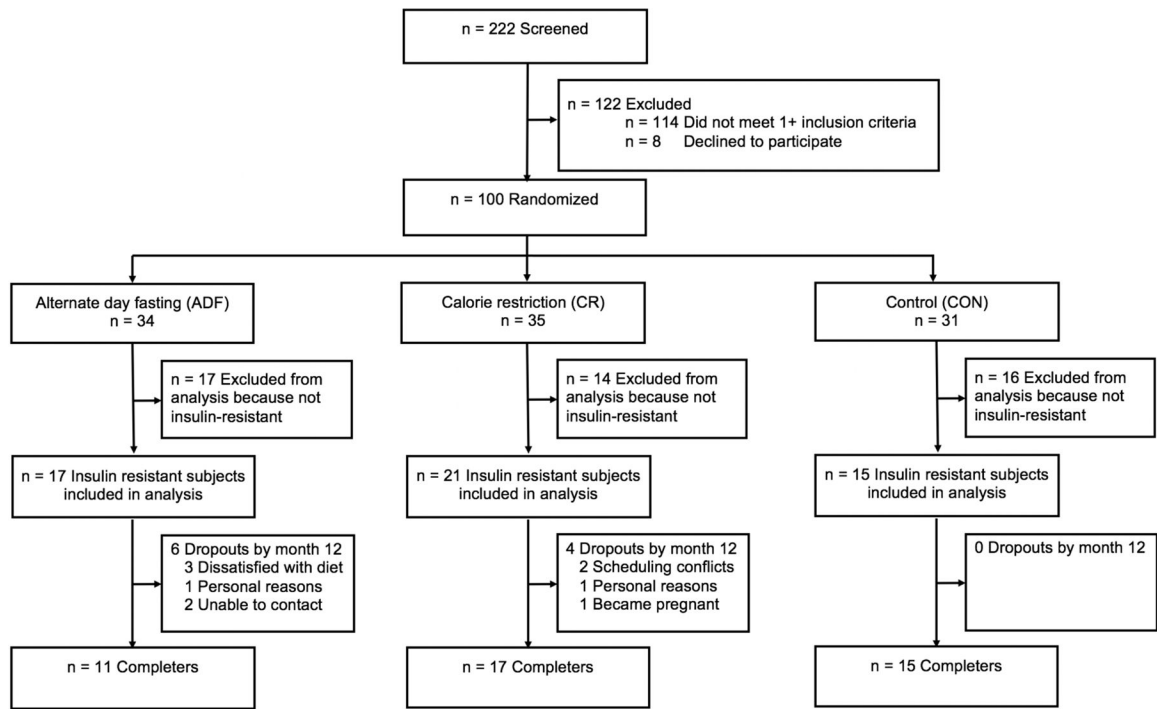 n = 222 Screened
n = 122 Excluded
n = 114 Did not meet 1+ inclusion criteria
n = 8 Declined to participate
n = 100 Randomized
Alternate day fasting (ADF)
n = 34
Calorie restriction (CR)
n = 35
Control (CON)
n = 31
n = 17 Excluded from
analysis because not
insulin-resistant
n = 14 Excluded from
analysis because not
insulin-resistant
n = 16 Excluded from
analysis because not
insulin-resistant
n = 17 Insulin resistant subjects
included in analysis
n = 21 Insulin resistant subjects
included in analysis
n = 15 Insulin resistant subjects
included in analysis
6 Dropouts by month 12
3 Dissatisfied with diet
1 Personal reasons
2 Unable to contact
4 Dropouts by month 12
2 Scheduling conflicts
1 Personal reasons
1 Became pregnant
0 Dropouts by month 12
n = 11 Completers
n = 17 Completers
n = 15 Completers